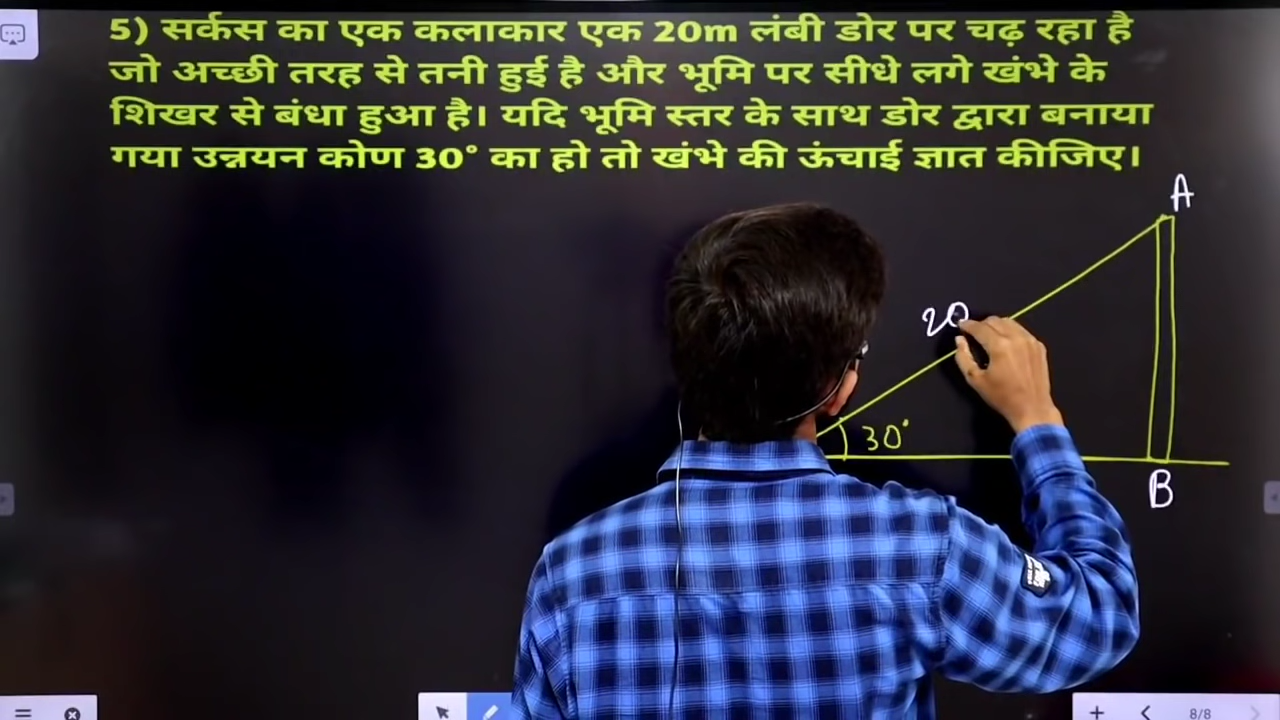 5) सर्कस का एक कलाकार एक 20m लंबी डोर पर चढ़ रहा है
जो अच्छी तरह से तनी हुई है और भूमि पर सीधे लगे खंभे के
शिखर से बंधा हुआ है। यदि भूमि स्तर के साथ डोर द्वारा बनाया
गया उन्नयन कोण 30° का हो तो खंभे की ऊंचाई ज्ञात कीजिए।
A
20
30°
B
8/8